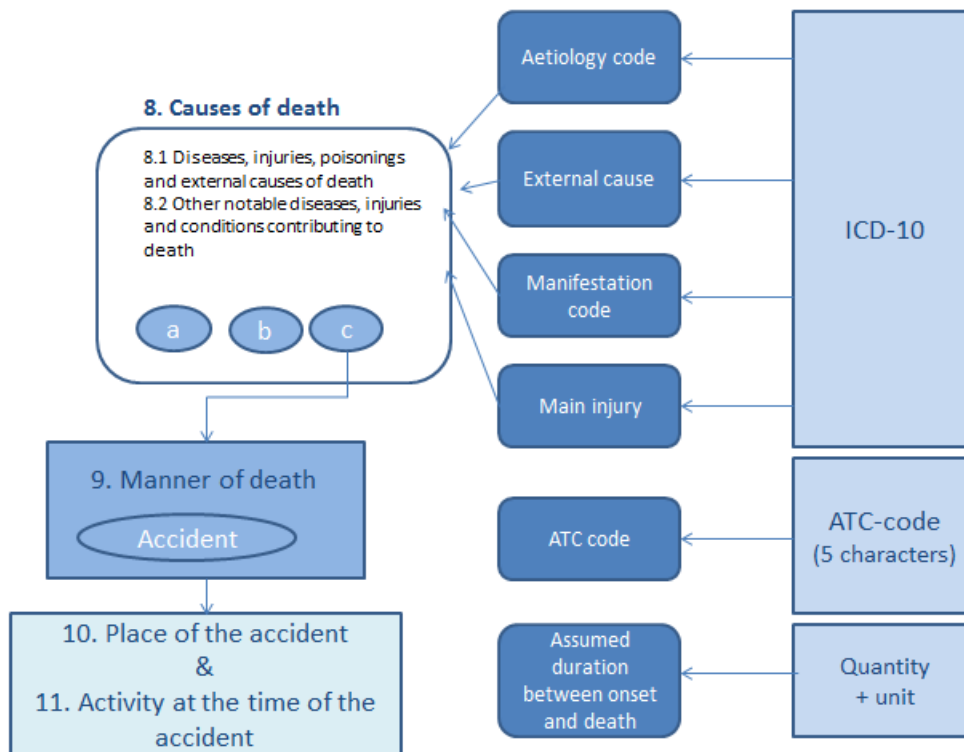 8. Causes of death
8.1 Diseases, injuries, poisonings
and external causes of death
8.2 Other notable diseases, injuries
and conditions contributing to
death
a
b
c
9. Manner of death
Accident
10. Place of the accident
&
11. Activity at the time of the
accident
Aetiology code
External cause
Manifestation
code
Main injury
ATC code
Assumed
duration
between onset
and death
ICD-10
ATC-code
(5 characters)
Quantity
+ unit